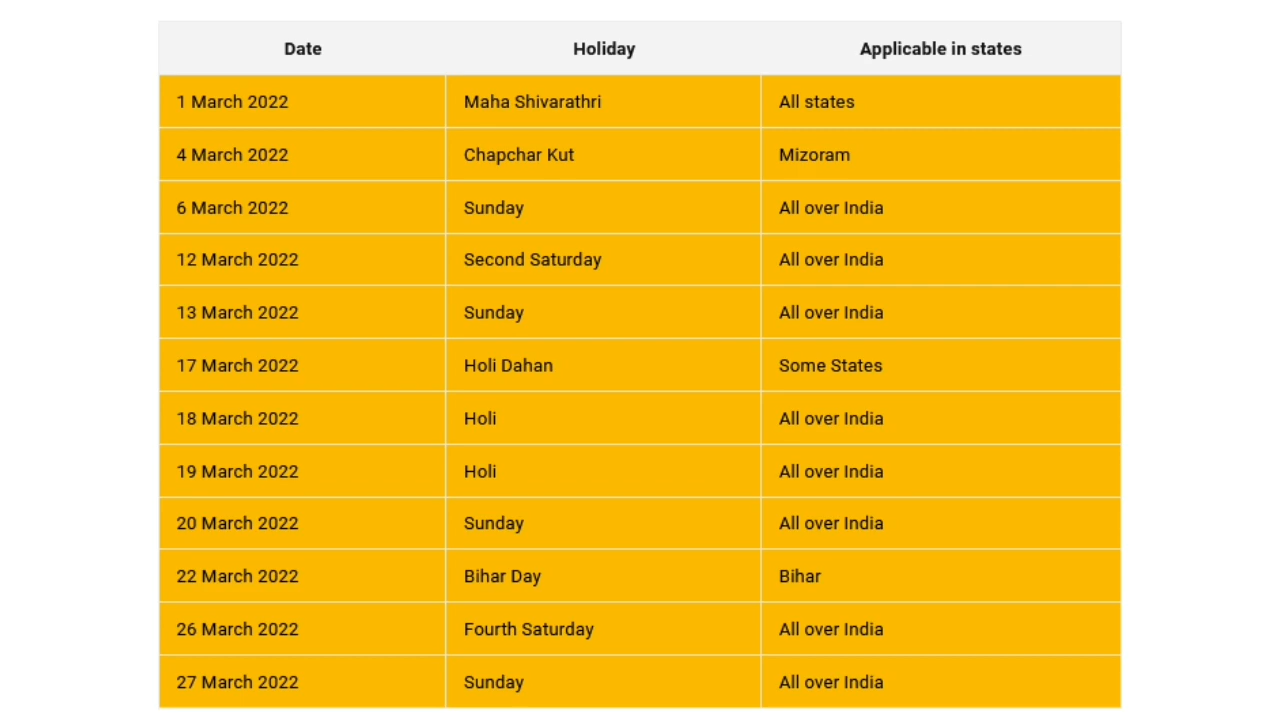 Date Holiday Applicable in states
1 March 2022 Maha Shivarathri All states
4 March 2022 Chapchar Kut Mizoram
6 March 2022 Sunday All over India
12 March 2022 Second Saturday All over India
13 March 2022 Sunday All over India
17 March 2022 Holi Dahan Some States
18 March 2022 Holi All over India
19 March 2022 Holi All over India
20 March 2022 Sunday All over India
22 March 2022 Bihar Day Bihar
26 March 2022 Fourth Saturday All over India
27 March 2022 Sunday All over India